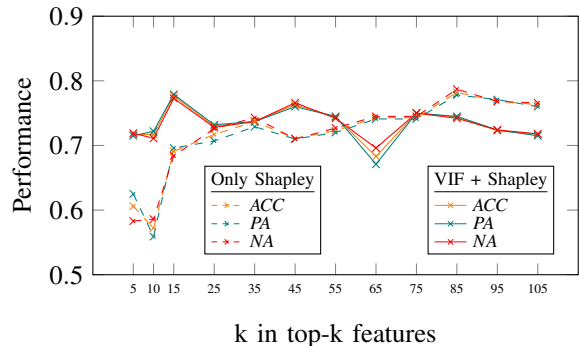 0.9
0.8
0.7
0.6
0.5
Performance
Only Shapley
ACC
PA
NA
VIF + Shapley
ACC
PA
NA
5 10 15 25 35 45 55 65 75 85 95 105
k in top-k features